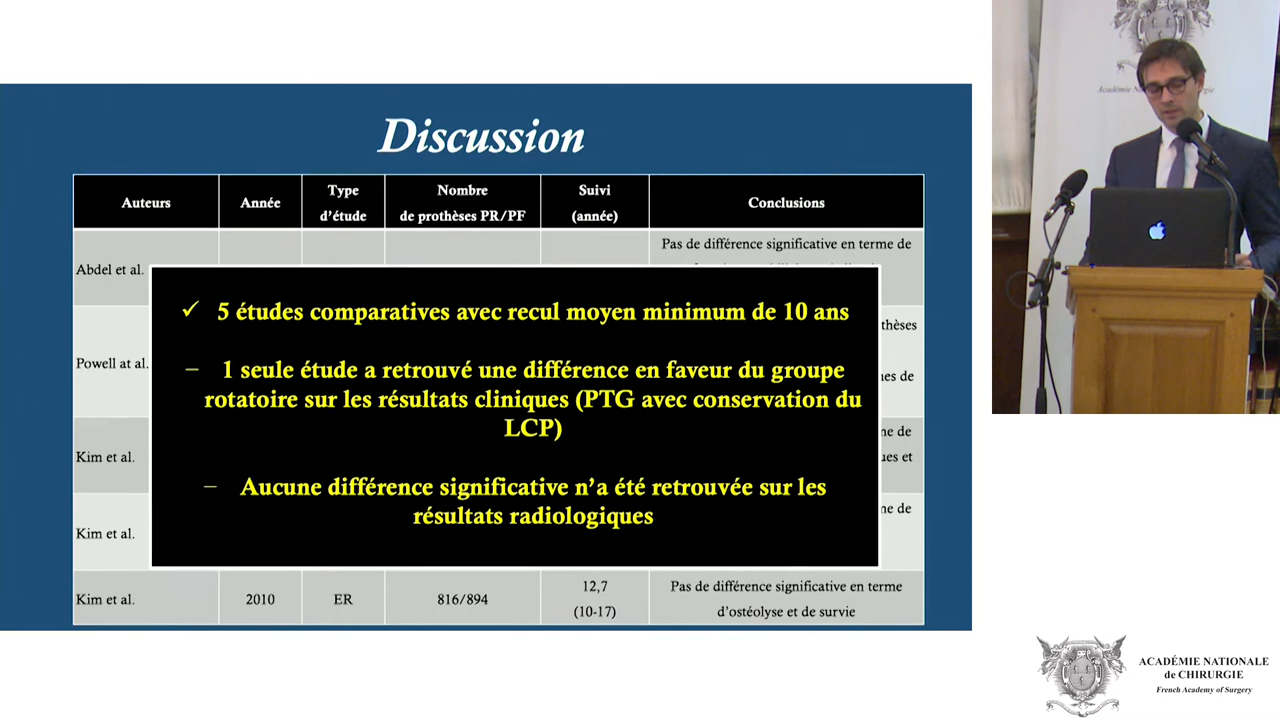 Discussion
Auteurs
Année
Type
d'étude
Nombre
de prothèses PR/PF
Suivi
(année)
Conclusions
Abdel et al.
Pas de différence significative en terme de
Powell at al.
thèses
es de
Kim et al.
ne de
ues et
Kim et al.
ne de
✓ 5 études comparatives avec recul moyen minimum de 10 ans
– 1 seule étude a retrouvé une différence en faveur du groupe
rotatoire sur les résultats cliniques (PTG avec conservation du
LCP)
– Aucune différence significative n'a été retrouvée sur les
résultats radiologiques
Kim et al.
2010
ER
816/894
12,7
(10-17)
Pas de différence significative en terme
d'ostéolyse et de survie
ACADÉMIE NATIONALE
de CHIRURGIE
French Academy of Surgery